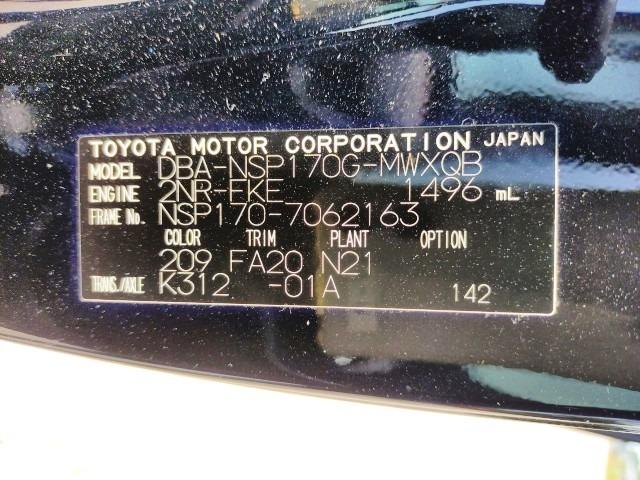 TOYOTA MOTOR CORPORATION JAPAN
MODEL DBA-NSP170G-MWXQB
ENGINE 2NR-EKE 1496 mL
FRAME No. NSP170-7062163
COLOR TRIM PLANT OPTION
209 FA20 N21
TRANS./AXLE K312 -01A 142